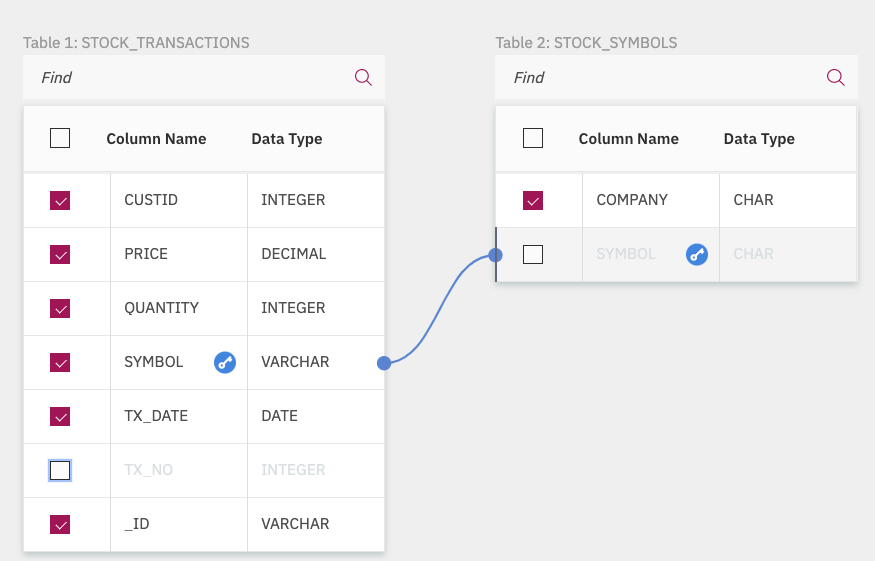 Table 1: STOCK_TRANSACTIONS
Find
Column Name Data Type
CUSTID INTEGER
PRICE DECIMAL
QUANTITY INTEGER
SYMBOL VARCHAR
TX_DATE DATE
TX_NO INTEGER
_ID VARCHAR
Table 2: STOCK_SYMBOLS
Find
Column Name Data Type
COMPANY CHAR
SYMBOL CHAR